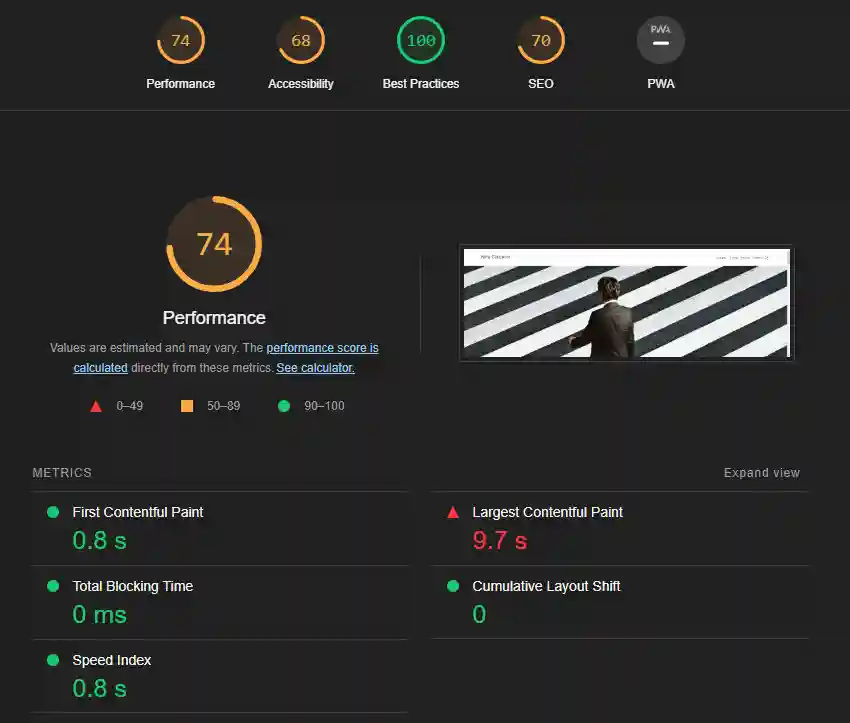 74
68
100
70
PWA
Performance
Accessibility
Best Practices
SEO
PWA
74
Performance
Values are estimated and may vary. The performance score is
calculated directly from these metrics. See calculator.
0–49
50–89
90–100
METRICS
Expand view
First Contentful Paint
0.8 s
Largest Contentful Paint
9.7 s
Total Blocking Time
0 ms
Cumulative Layout Shift
0
Speed Index
0.8 s